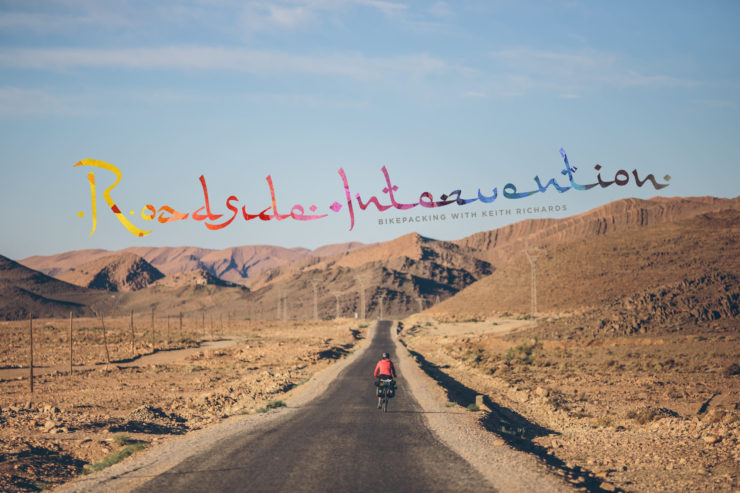 Roadside Intervention
BIKEPACKING WITH KEITH RICHARDS